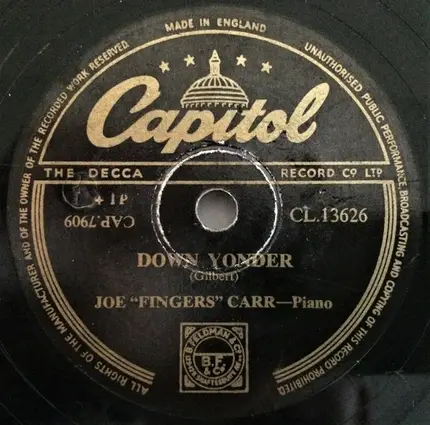 MADE IN ENGLAND
ALL RIGHTS OF THE MANUFACTURER AND OF THE OWNER OF THE RECORDED WORK RESERVED.
UNAUTHORISED PUBLIC PERFORMANCE, BROADCASTING AND COPYING OF THIS RECORD PROHIBITED.
Capitol
THE DECCA RECORD Cº LTD
CAP.7909
CL.13626
DOWN YONDER
(Gilbert)
JOE "FINGERS" CARR—Piano
B. FELDMAN & Cº
B.F. & Cº